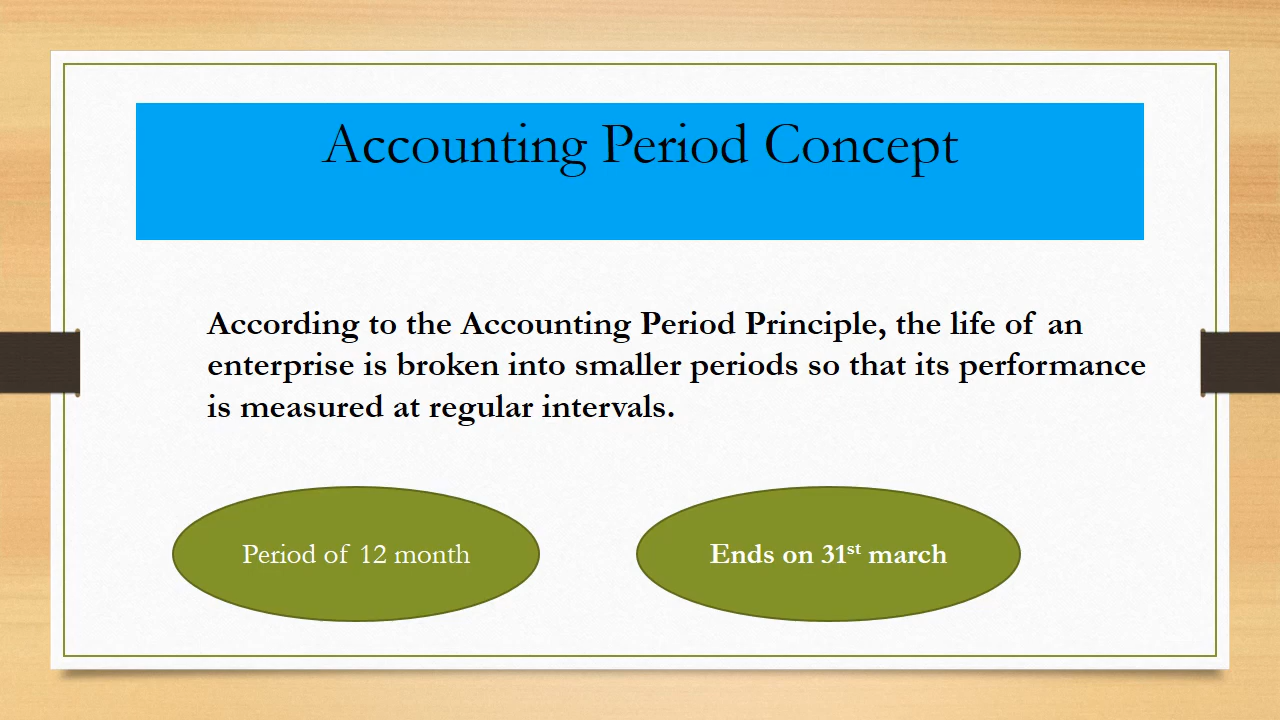 Accounting Period Concept
According to the Accounting Period Principle, the life of an
enterprise is broken into smaller periods so that its performance
is measured at regular intervals.
Period of 12 month
Ends on 31st march